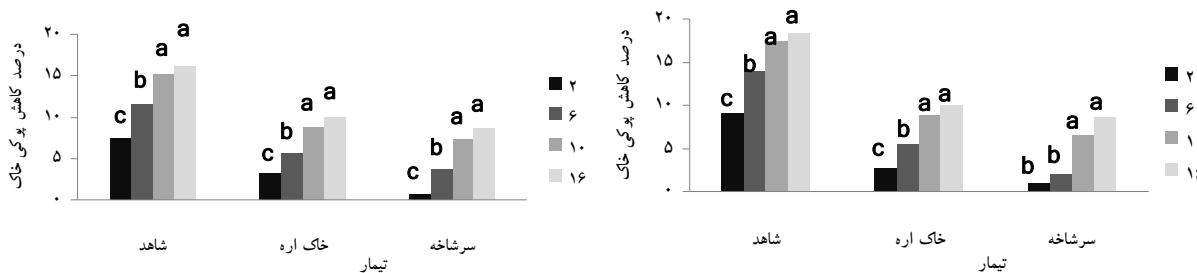 درصد کاهش پوکی خاک
۲۰
۱۵
۱۰
۵
۰
c b a a
c b a a
c b a a
شاهد خاک اره سرشاخه
تیمار
۲
۶
۱۰
۱۶
درصد کاهش پوکی خاک
۲۰
۱۵
۱۰
۵
۰
c b a a
c b a a
b b a a
شاهد خاک اره سرشاخه
تیمار
۲
۶
۱